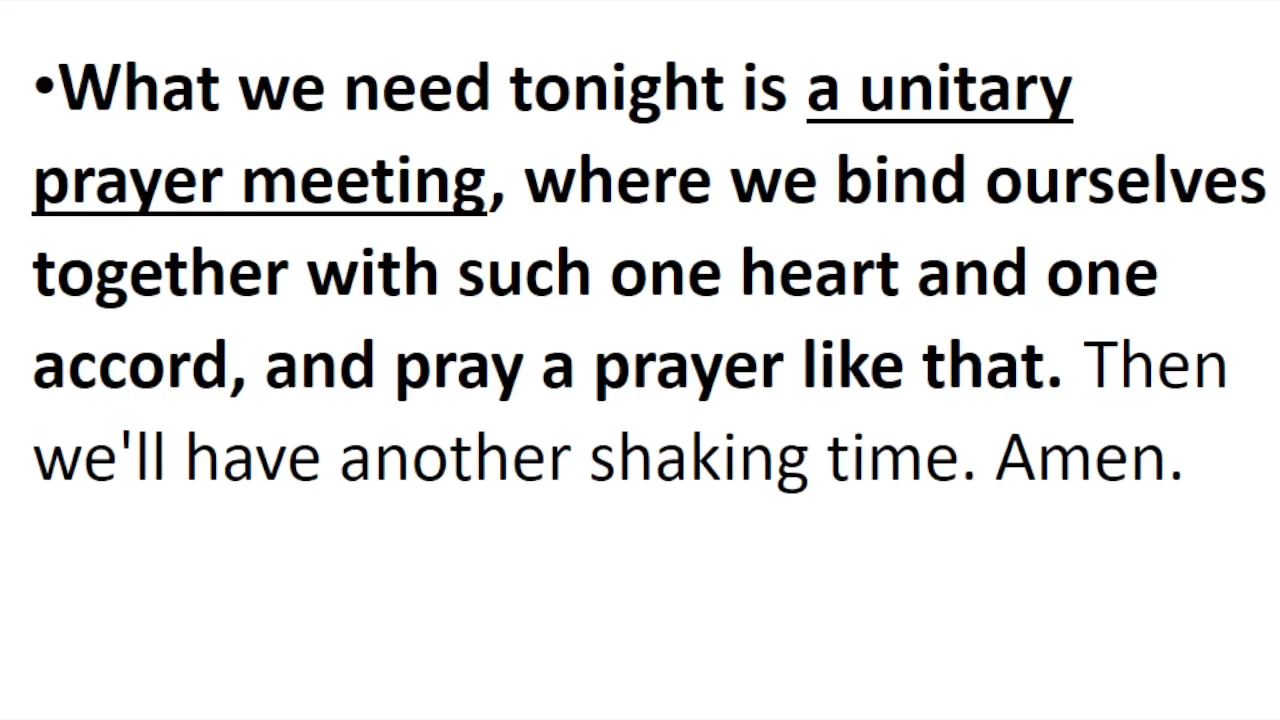 •What we need tonight is a unitary
prayer meeting, where we bind ourselves
together with such one heart and one
accord, and pray a prayer like that. Then
we'll have another shaking time. Amen.